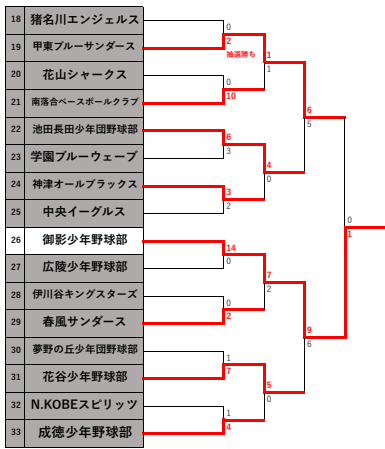 18 猪名川エンジェルス
19 甲東ブルーサンダース
20 花山シャークス
21 南落合ベースボールクラブ
22 池田長田少年団野球部
23 学園ブルーウェーブ
24 神津オールブラックス
25 中央イーグルス
26 御影少年野球部
27 広陵少年野球部
28 伊川谷キングスターズ
29 春風サンダース
30 夢野の丘少年団野球部
31 花谷少年野球部
32 N.KOBEスピリッツ
33 成徳少年野球部
0
2
抽選勝ち
0
10
6
3
3
2
14
0
0
2
1
7
1
4
1
1
4
0
7
2
5
0
6
5
9
6
0
1